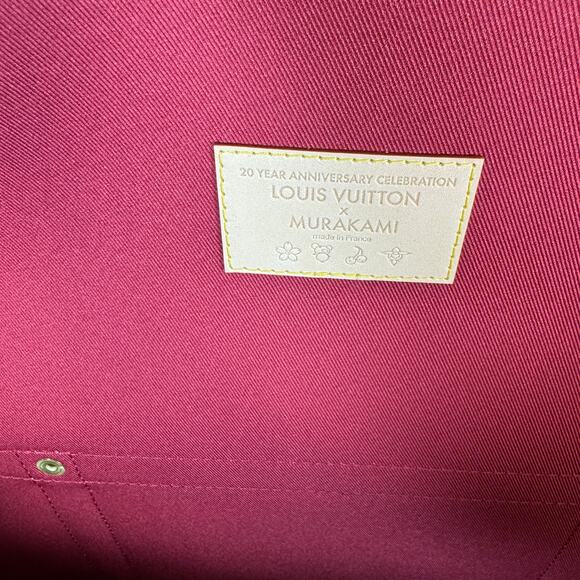 20 YEAR ANNIVERSARY CELEBRATION
LOUIS VUITTON
×
MURAKAMI
made in France